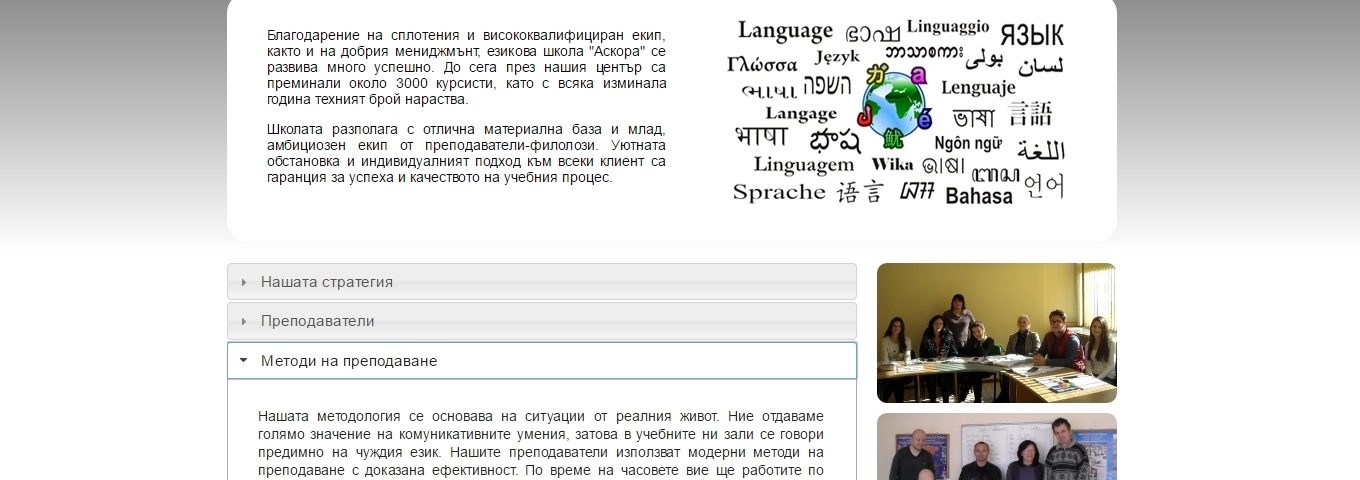 Благодарение на сплотения и висококвалифициран екип,
както и на добрия мениджмънт, езикова школа "Аскора" се
развива много успешно. До сега през нашия център са
преминали около 3000 курсисти, като с всяка изминала
година техният брой нараства.
Школата разполага с отлична материална база и млад,
амбициозен екип от преподаватели-филолози. Уютната
обстановка и индивидуалният подход към всеки клиент са
гаранция за успеха и качеството на учебния процес.
Language भाषा Linguaggio ЯЗЫК
Γλώσσα Język ဘာသာစကား بولی لسان
ભાષા השפה Lenguaje
Langage ভাষা 言語
भाषा భాష Ngôn ngữ اللغة
Linguagem Wika ଭାଷା
Sprache 语言 Bahasa 언어
Нашата стратегия
Преподаватели
Методи на преподаване
Нашата методология се основава на ситуации от реалния живот. Ние отдаваме
голямо значение на комуникативните умения, затова в учебните ни зали се говори
предимно на чуждия език. Нашите преподаватели използват модерни методи на
преподаване с доказана ефективност. По време на часовете вие ще работите по